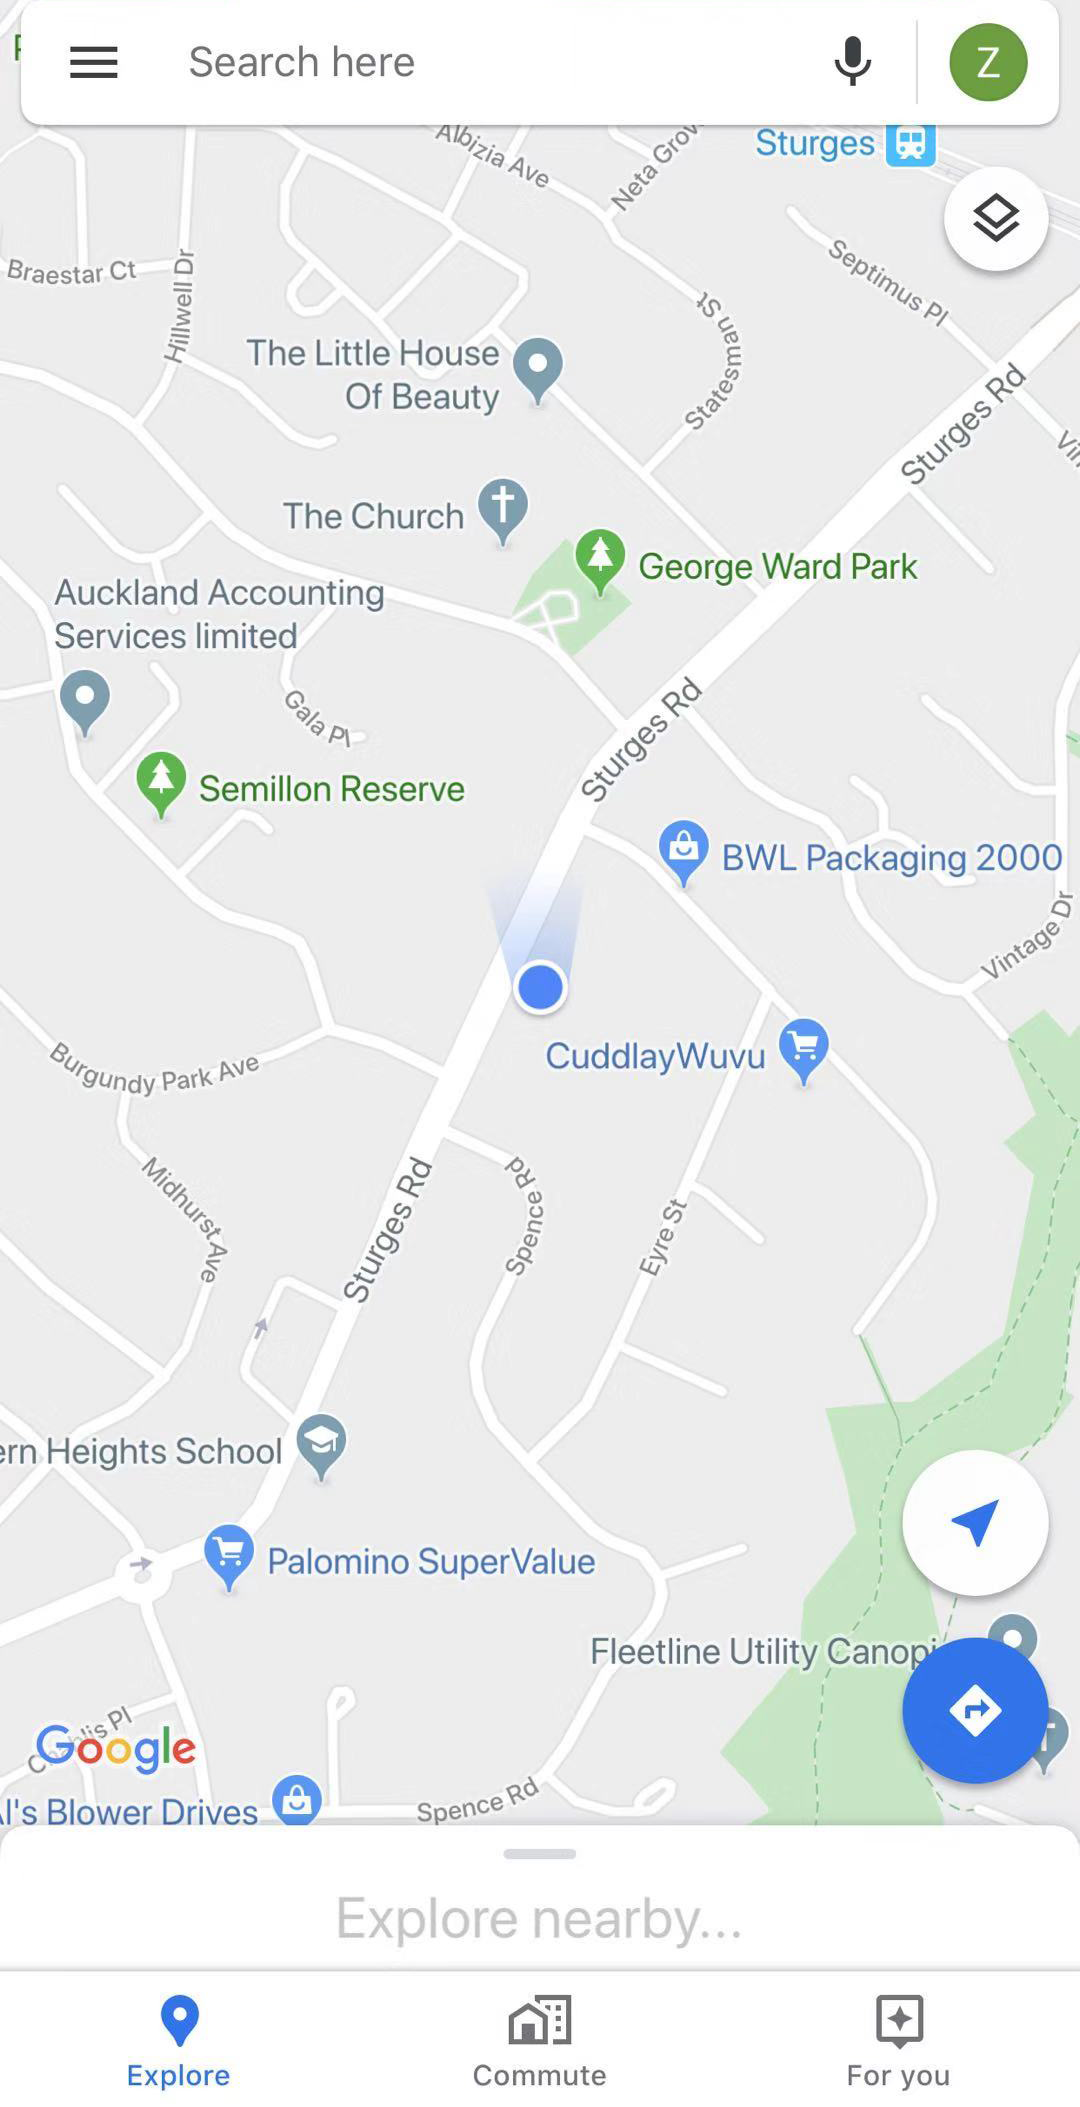 Search here
Z
Albizia Ave
Neta Grov
Sturges
Braestar Ct
Hillwell Dr
Septimus Pl
Statesman St
The Little House
Of Beauty
Sturges Rd
The Church
George Ward Park
Auckland Accounting
Services limited
Gala Pl
Sturges Rd
Semillon Reserve
BWL Packaging 2000
Vintage Dr
CuddlayWuvu
Burgundy Park Ave
Midhurst Ave
Sturges Rd
Spence Rd
Eyre St
ern Heights School
Palomino SuperValue
Fleetline Utility Canopi
Google
Al's Blower Drives
Spence Rd
Explore nearby...
Explore
Commute
For you